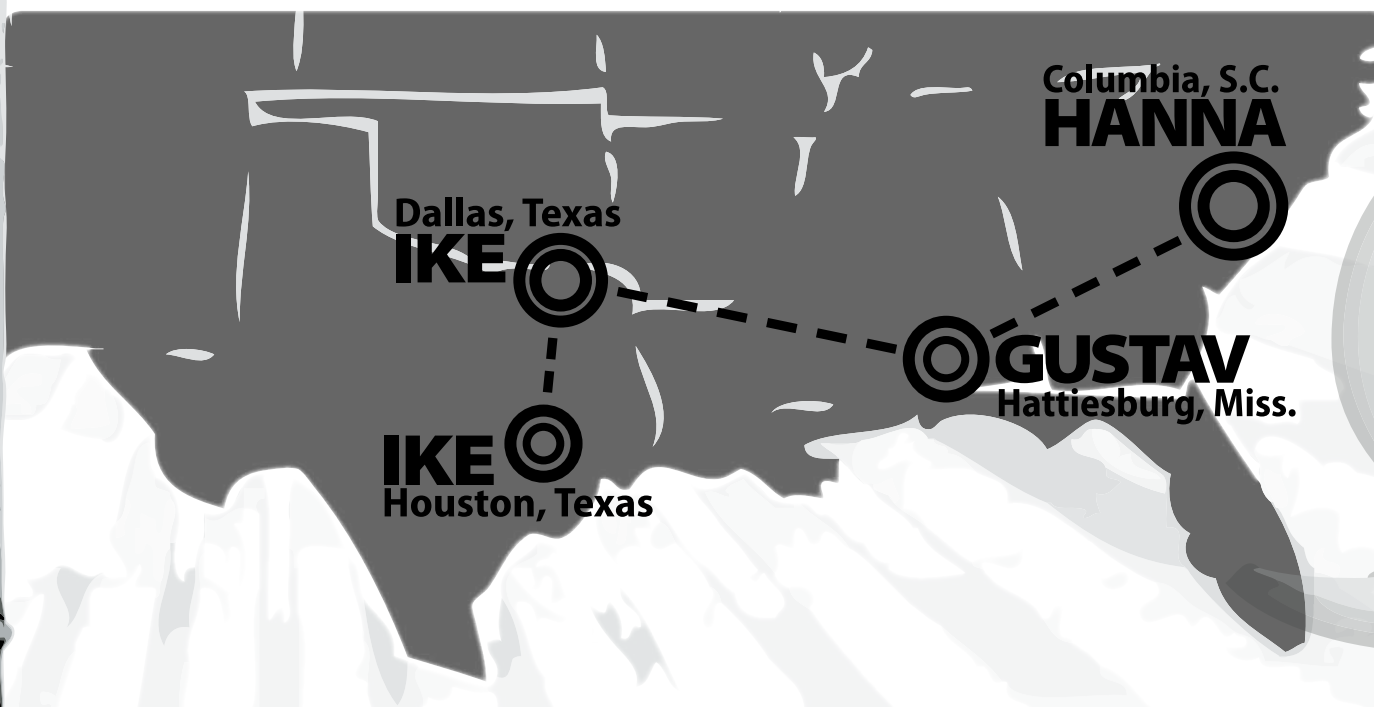 Columbia, S.C.
HANNA
Dallas, Texas
IKE
GUSTAV
Hattiesburg, Miss.
IKE
Houston, Texas